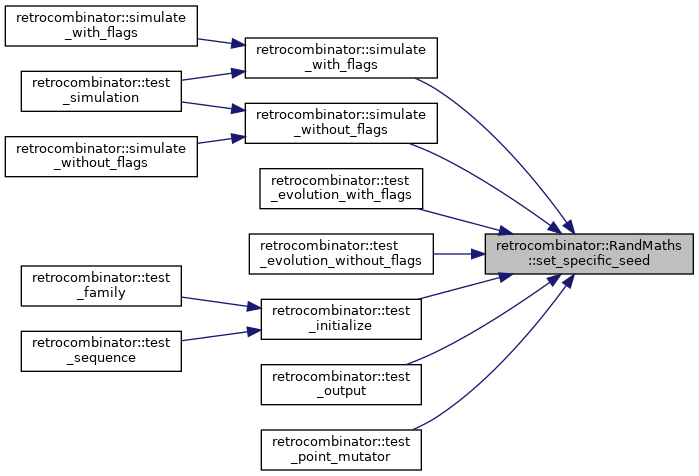 retrocombinator::simulate
_with_flags
retrocombinator::test
_simulation
retrocombinator::simulate
_without_flags
retrocombinator::test
_family
retrocombinator::test
_sequence
retrocombinator::simulate
_with_flags
retrocombinator::simulate
_without_flags
retrocombinator::test
_evolution_with_flags
retrocombinator::test
_evolution_without_flags
retrocombinator::test
_initialize
retrocombinator::test
_output
retrocombinator::test
_point_mutator
retrocombinator::RandMaths
::set_specific_seed